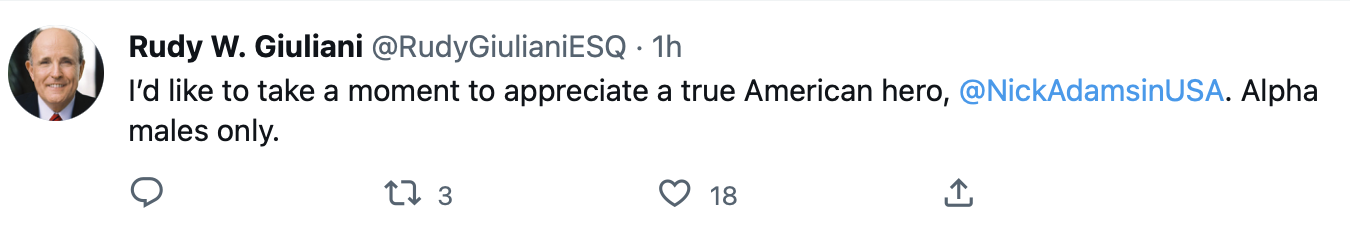 Rudy W. Giuliani @RudyGiulianiESQ · 1h
I’d like to take a moment to appreciate a true American hero, @NickAdamsinUSA. Alpha
males only.
3 18